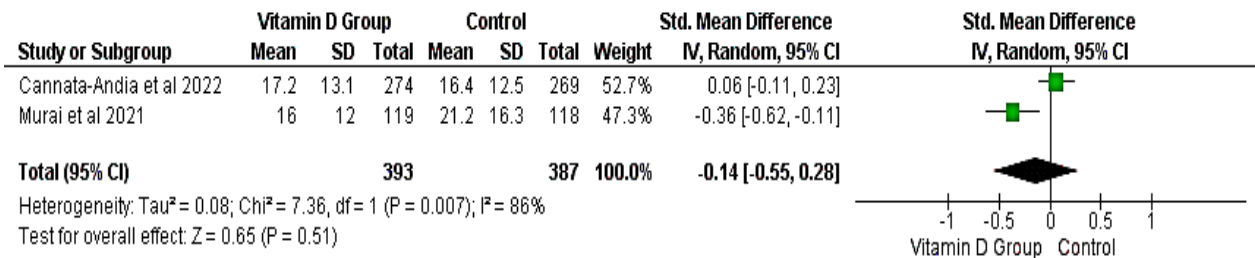 Vitamin D Group Control Std. Mean Difference Std. Mean Difference
Study or Subgroup Mean SD Total Mean SD Total Weight IV, Random, 95% CI IV, Random, 95% CI
Cannata-Andia et al 2022 17.2 13.1 274 16.4 12.5 269 52.7% 0.06 [-0.11, 0.23]
Murai et al 2021 16 12 119 21.2 16.3 118 47.3% -0.36 [-0.62, -0.11]
Total (95% CI) 393 387 100.0% -0.14 [-0.55, 0.28]
Heterogeneity: Tau² = 0.08; Chi² = 7.36, df = 1 (P = 0.007); I² = 86%
Test for overall effect: Z = 0.65 (P = 0.51)
-1 -0.5 0 0.5 1
Vitamin D Group Control